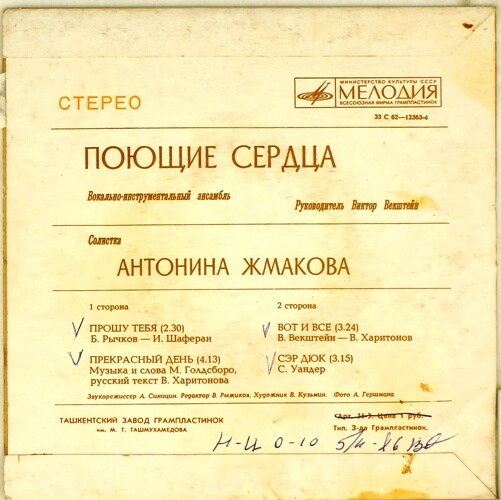 СТЕРЕО
МИНИСТЕРСТВО КУЛЬТУРЫ СССР
МЕЛОДИЯ
ВСЕСОЮЗНАЯ ФИРМА ГРАМПЛАСТИНОК
33 С 62—12363-4
ПОЮЩИЕ СЕРДЦА
Вокально-инструментальный ансамбль
Руководитель Виктор Векштейн
Солистка
АНТОНИНА ЖМАКОВА
1 сторона
ПРОШУ ТЕБЯ (2.30)
Б. Рычков — И. Шаферан
ПРЕКРАСНЫЙ ДЕНЬ (4.13)
Музыка и слова М. Голдсборо,
русский текст В. Харитонова
2 сторона
ВОТ И ВСЕ (3.24)
В. Векштейн — В. Харитонов
СЭР ДЮК (3.15)
С. Уандер
Звукорежиссер А. Синицин. Редактор В. Рыжиков. Художник В. Кузьмин. Фото А. Германа
ТАШКЕНТСКИЙ ЗАВОД ГРАМПЛАСТИНОК
им. М. Т. ТАШМУХАМЕДОВА
Цена 1 руб.
Тип. З-да Грампластинок.
0-10